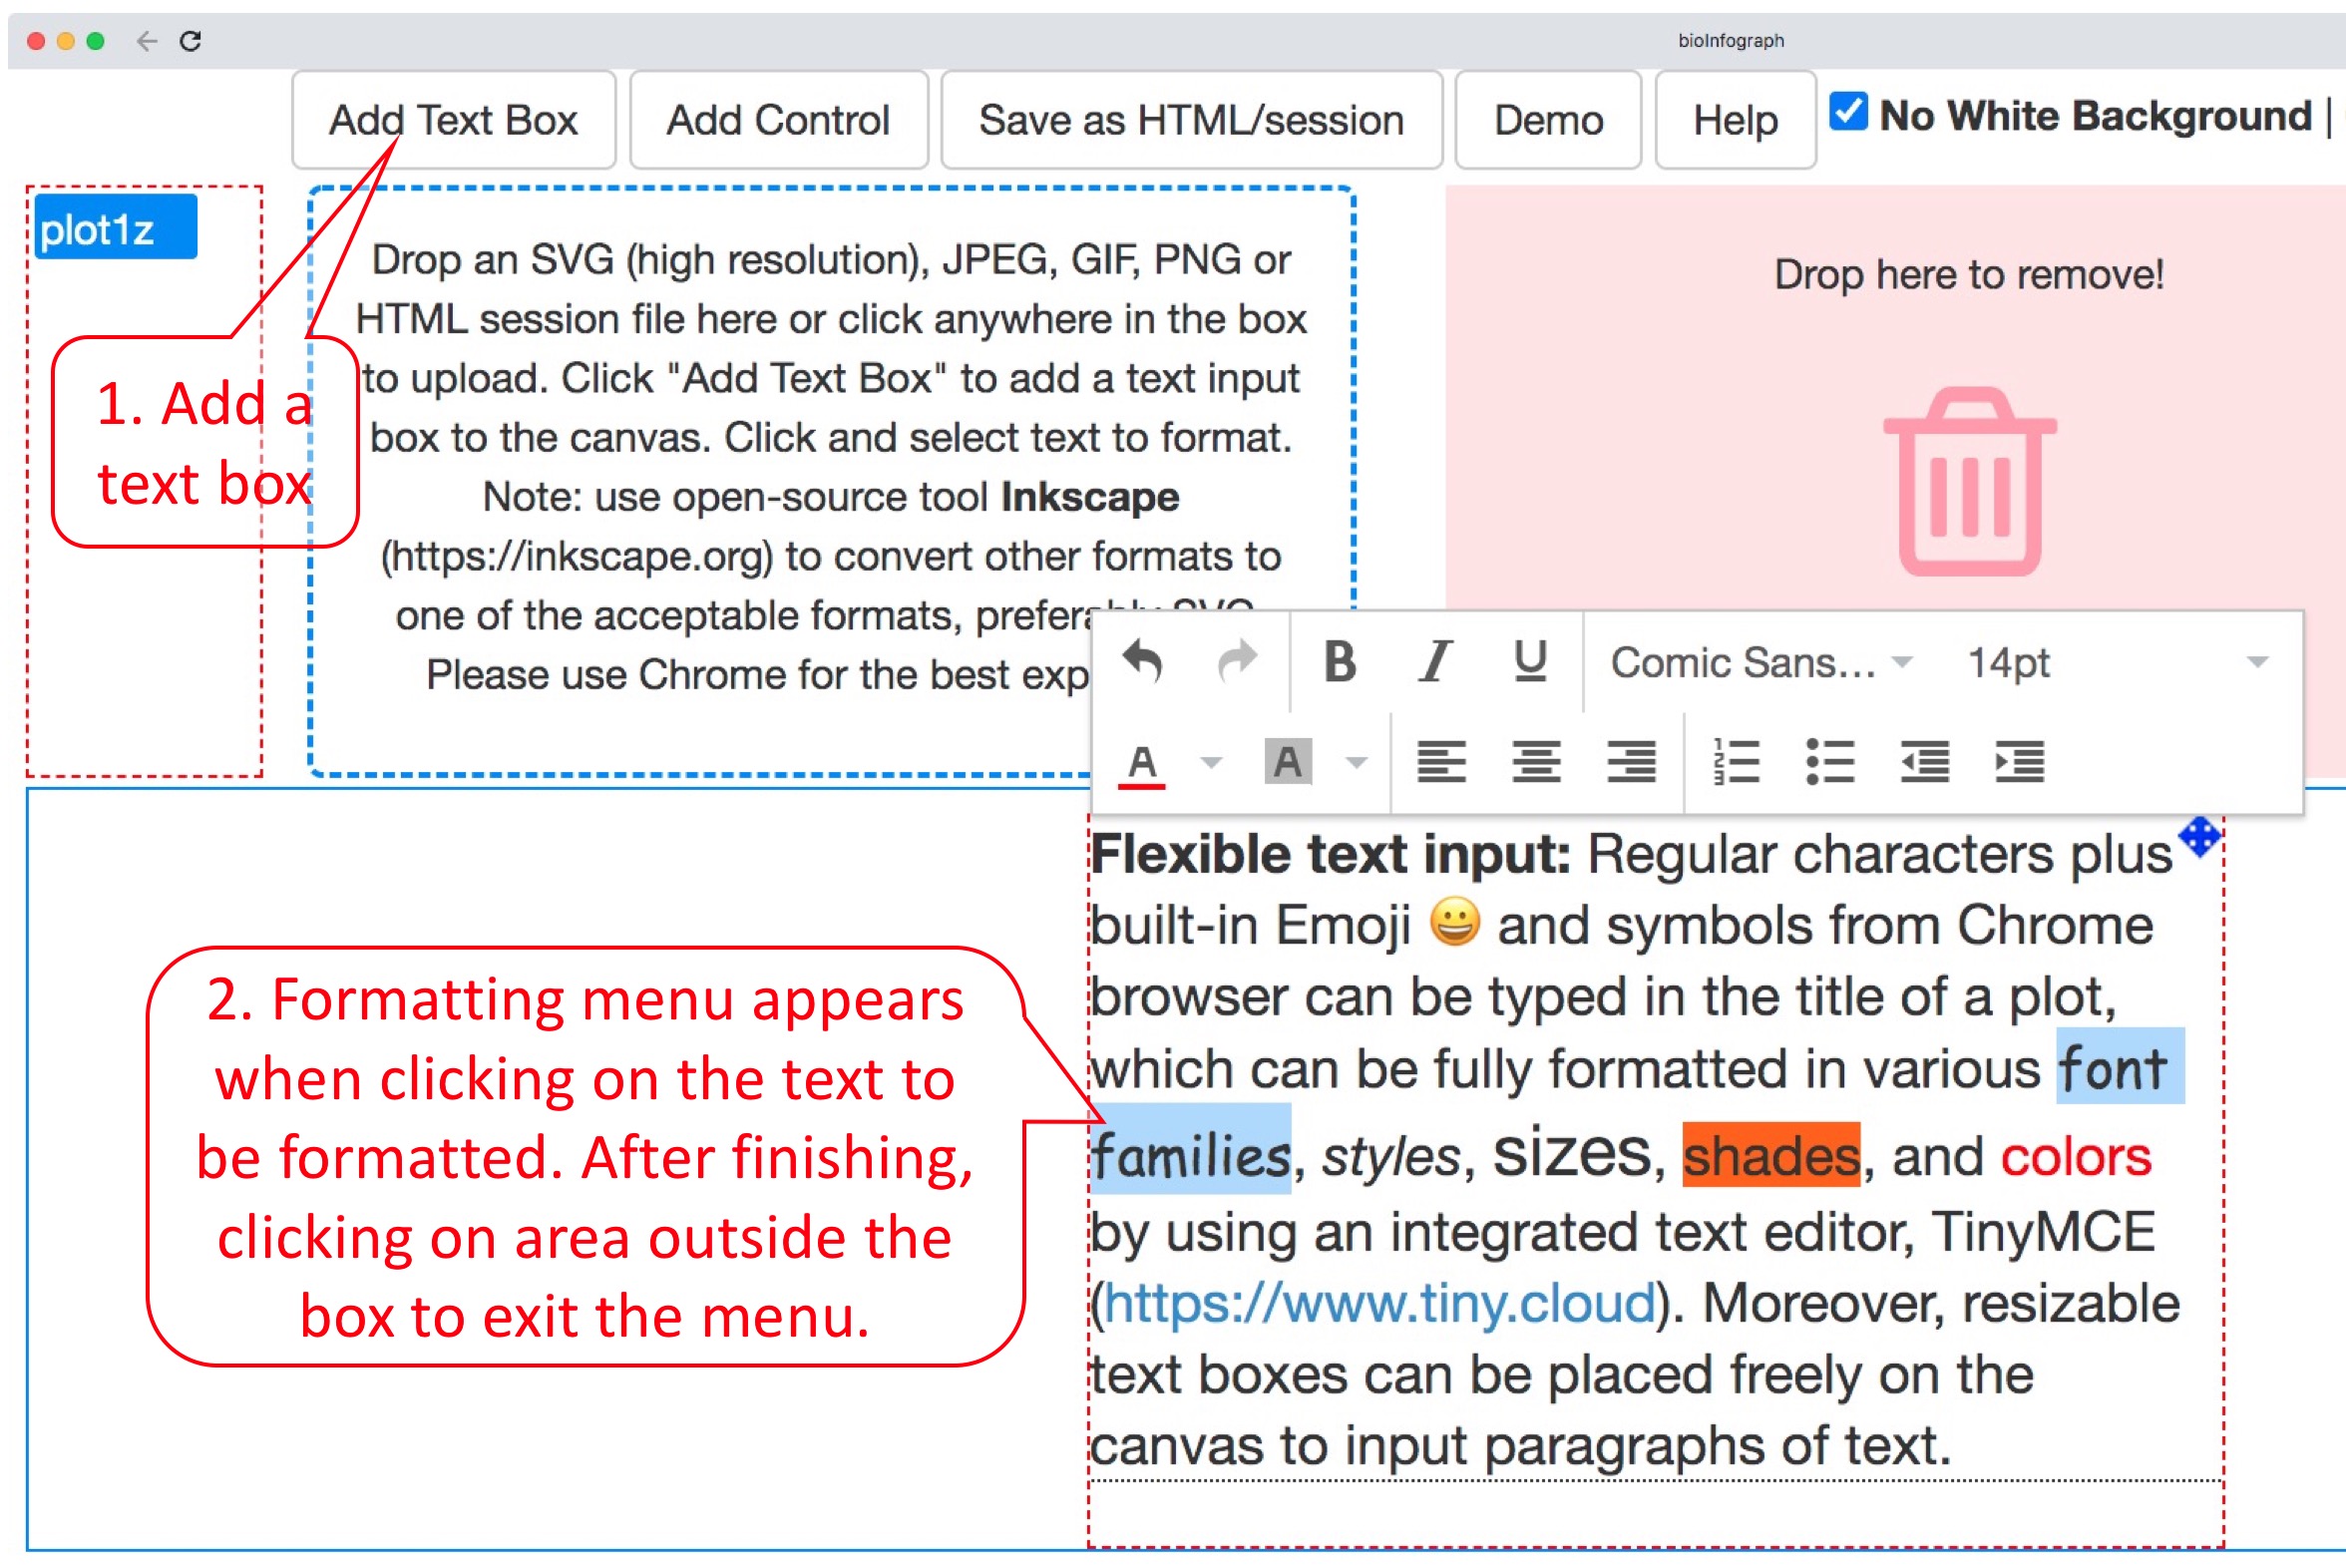 bioInfograph
Add Text Box
Add Control
Save as HTML/session
Demo
Help
No White Background |
plot1z
Drop an SVG (high resolution), JPEG, GIF, PNG or
HTML session file here or click anywhere in the box
to upload. Click "Add Text Box" to add a text input
box to the canvas. Click and select text to format.
Note: use open-source tool Inkscape
(https://inkscape.org) to convert other formats to
one of the acceptable formats,
Please use Chrome for the best
Drop here to remove!
1. Add a
text box
B I U Comic Sans... 14pt
A A
Flexible text input: Regular characters plus
built-in Emoji 😀 and symbols from Chrome
browser can be typed in the title of a plot,
which can be fully formatted in various font
families, styles, sizes, shades, and colors
by using an integrated text editor, TinyMCE
(https://www.tiny.cloud). Moreover, resizable
text boxes can be placed freely on the
canvas to input paragraphs of text.
2. Formatting menu appears
when clicking on the text to
be formatted. After finishing,
clicking on area outside the
box to exit the menu.